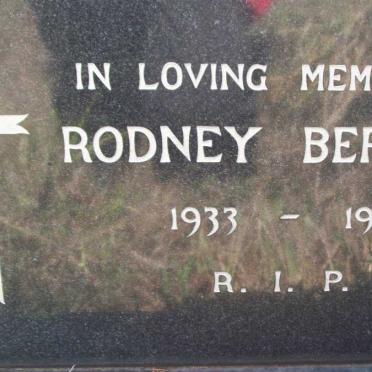 IN LOVING MEM
RODNEY BER
1933 - 19
R. I. P.